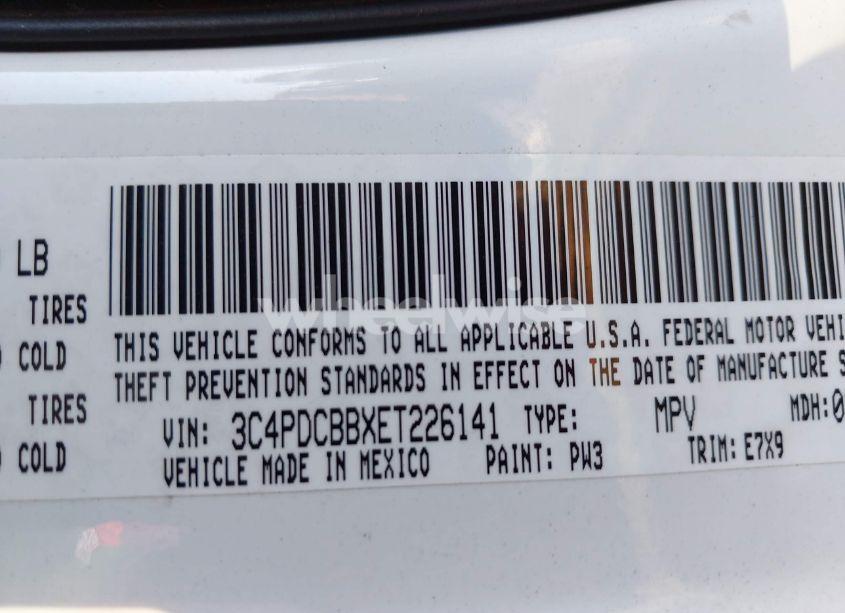 LB
TIRES
COLD
TIRES
COLD
wheelwise
THIS VEHICLE CONFORMS TO ALL APPLICABLE U.S.A. FEDERAL MOTOR VEHI
THEFT PREVENTION STANDARDS IN EFFECT ON THE DATE OF MANUFACTURE S
VIN: 3C4PDCBBXET226141 TYPE: MPV MDH:0
VEHICLE MADE IN MEXICO PAINT: PW3 TRIM: E7X9